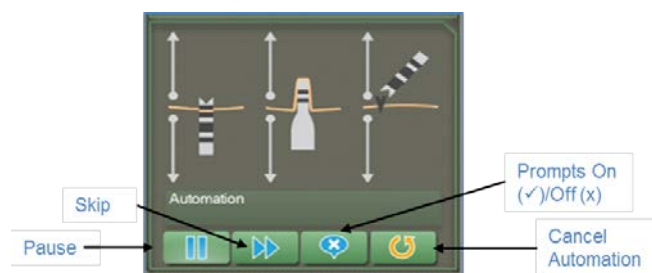 Automation
Skip
Pause
Prompts On
(✓)/Off (x)
Cancel
Automation